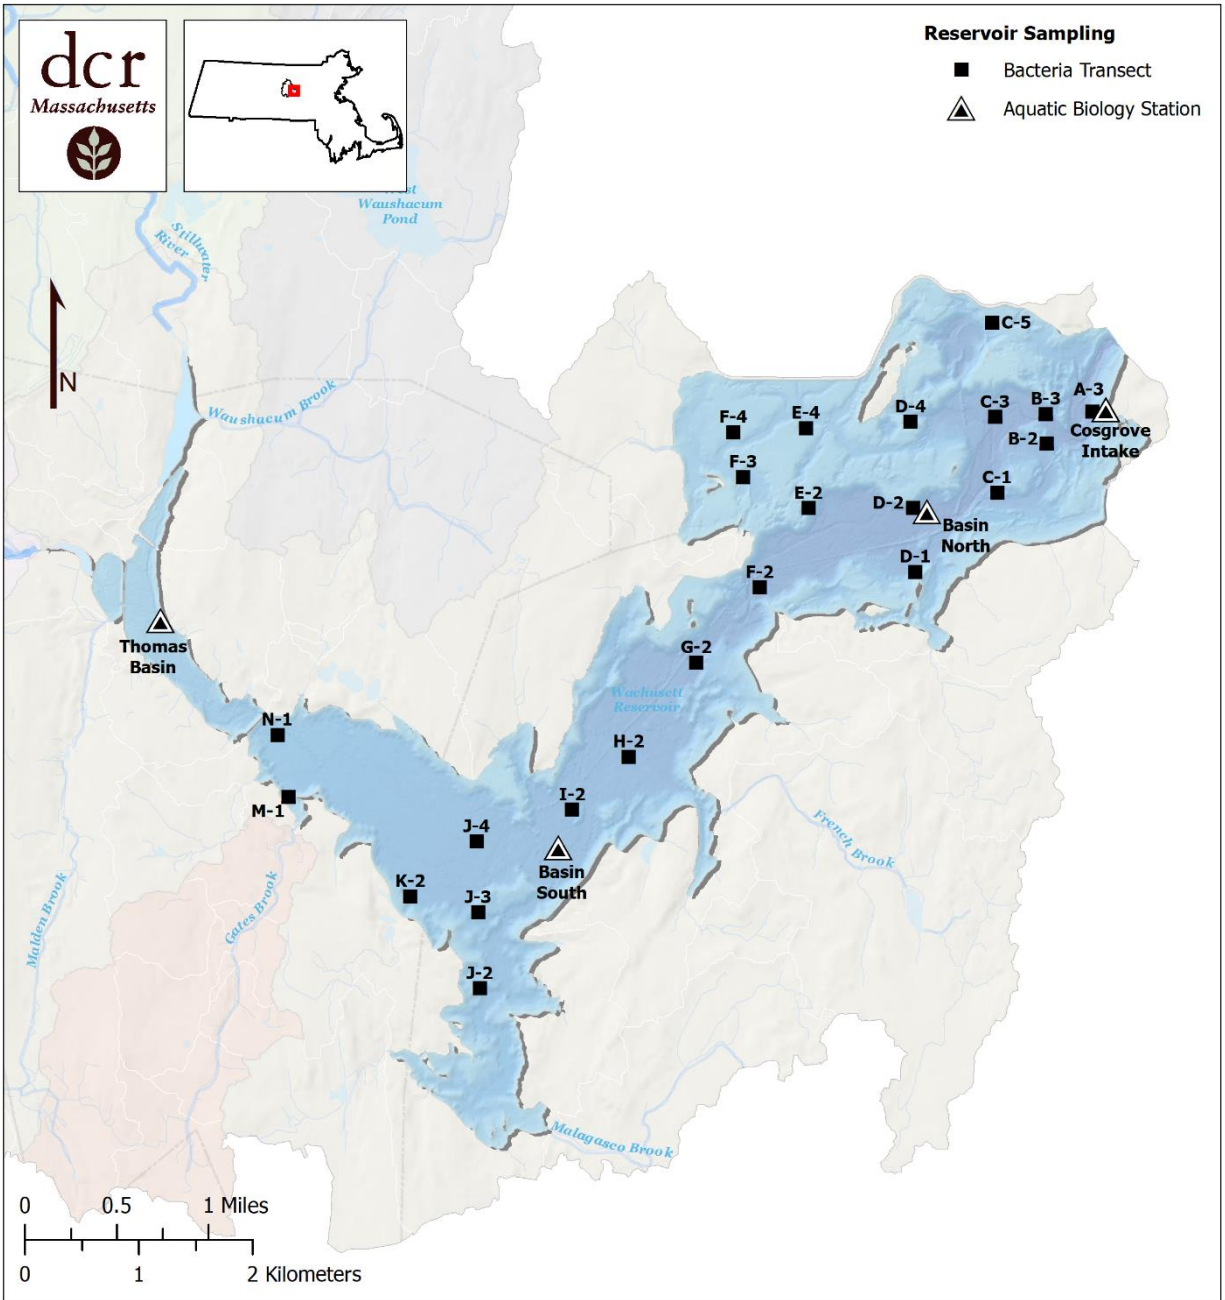 dcr
Massachusetts
Reservoir Sampling
Bacteria Transect
Aquatic Biology Station
West
Waushacum
Pond
Stillwater
River
N
Waushacum Brook
C-5
A-3
B-3
C-3
D-4
E-4
F-4
Cosgrove
Intake
B-2
F-3
C-1
E-2
D-2
Basin
North
D-1
F-2
Thomas
Basin
G-2
Wachusett
Reservoir
N-1
H-2
M-1
I-2
J-4
French Brook
Basin
South
K-2
J-3
Malden Brook
Gates Brook
J-2
Malagasco Brook
0 0.5 1 Miles
0 1 2 Kilometers